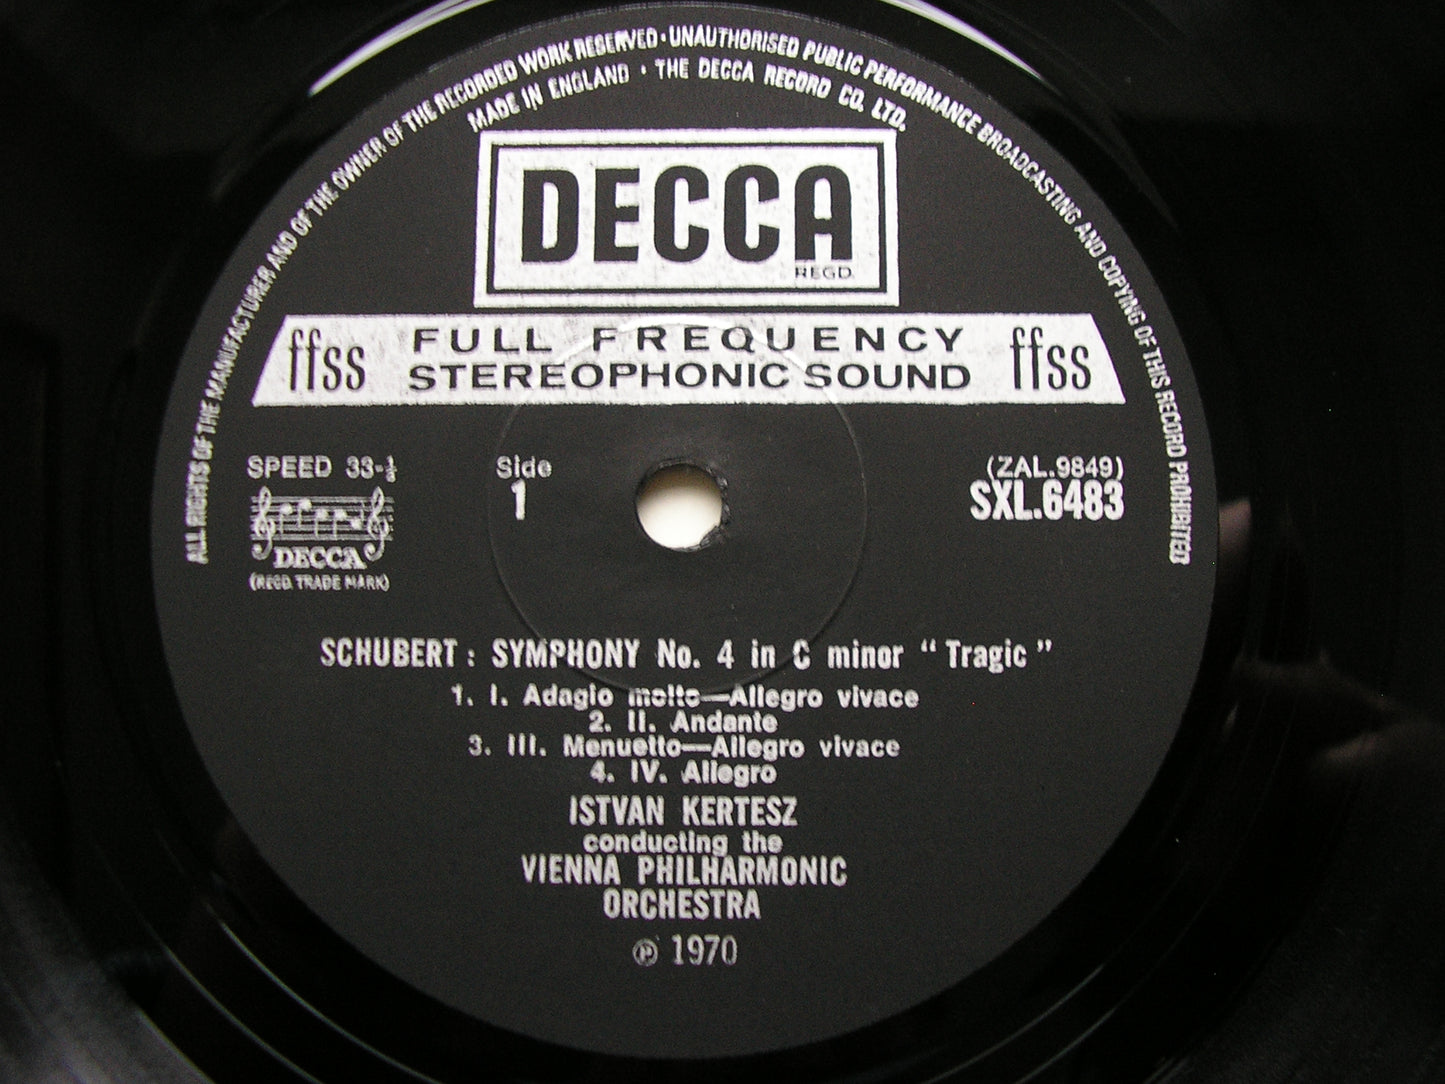 ALL RIGHTS OF THE MANUFACTURER AND OF THE OWNER OF THE RECORDED WORK RESERVED · UNAUTHORISED PUBLIC PERFORMANCE BROADCASTING AND COPYING OF THIS RECORD PROHIBITED
MADE IN ENGLAND · THE DECCA RECORD CO. LTD.
DECCA
REGD.
ffss FULL FREQUENCY STEREOPHONIC SOUND ffss
SPEED 33-⅓
Side
1
(ZAL.9849)
SXL.6483
DECCA
(REGD. TRADE MARK)
SCHUBERT : SYMPHONY No. 4 in C minor “ Tragic ”
1. I. Adagio molto—Allegro vivace
2. II. Andante
3. III. Menuetto—Allegro vivace
4. IV. Allegro
ISTVAN KERTESZ
conducting the
VIENNA PHILHARMONIC
ORCHESTRA
℗ 1970